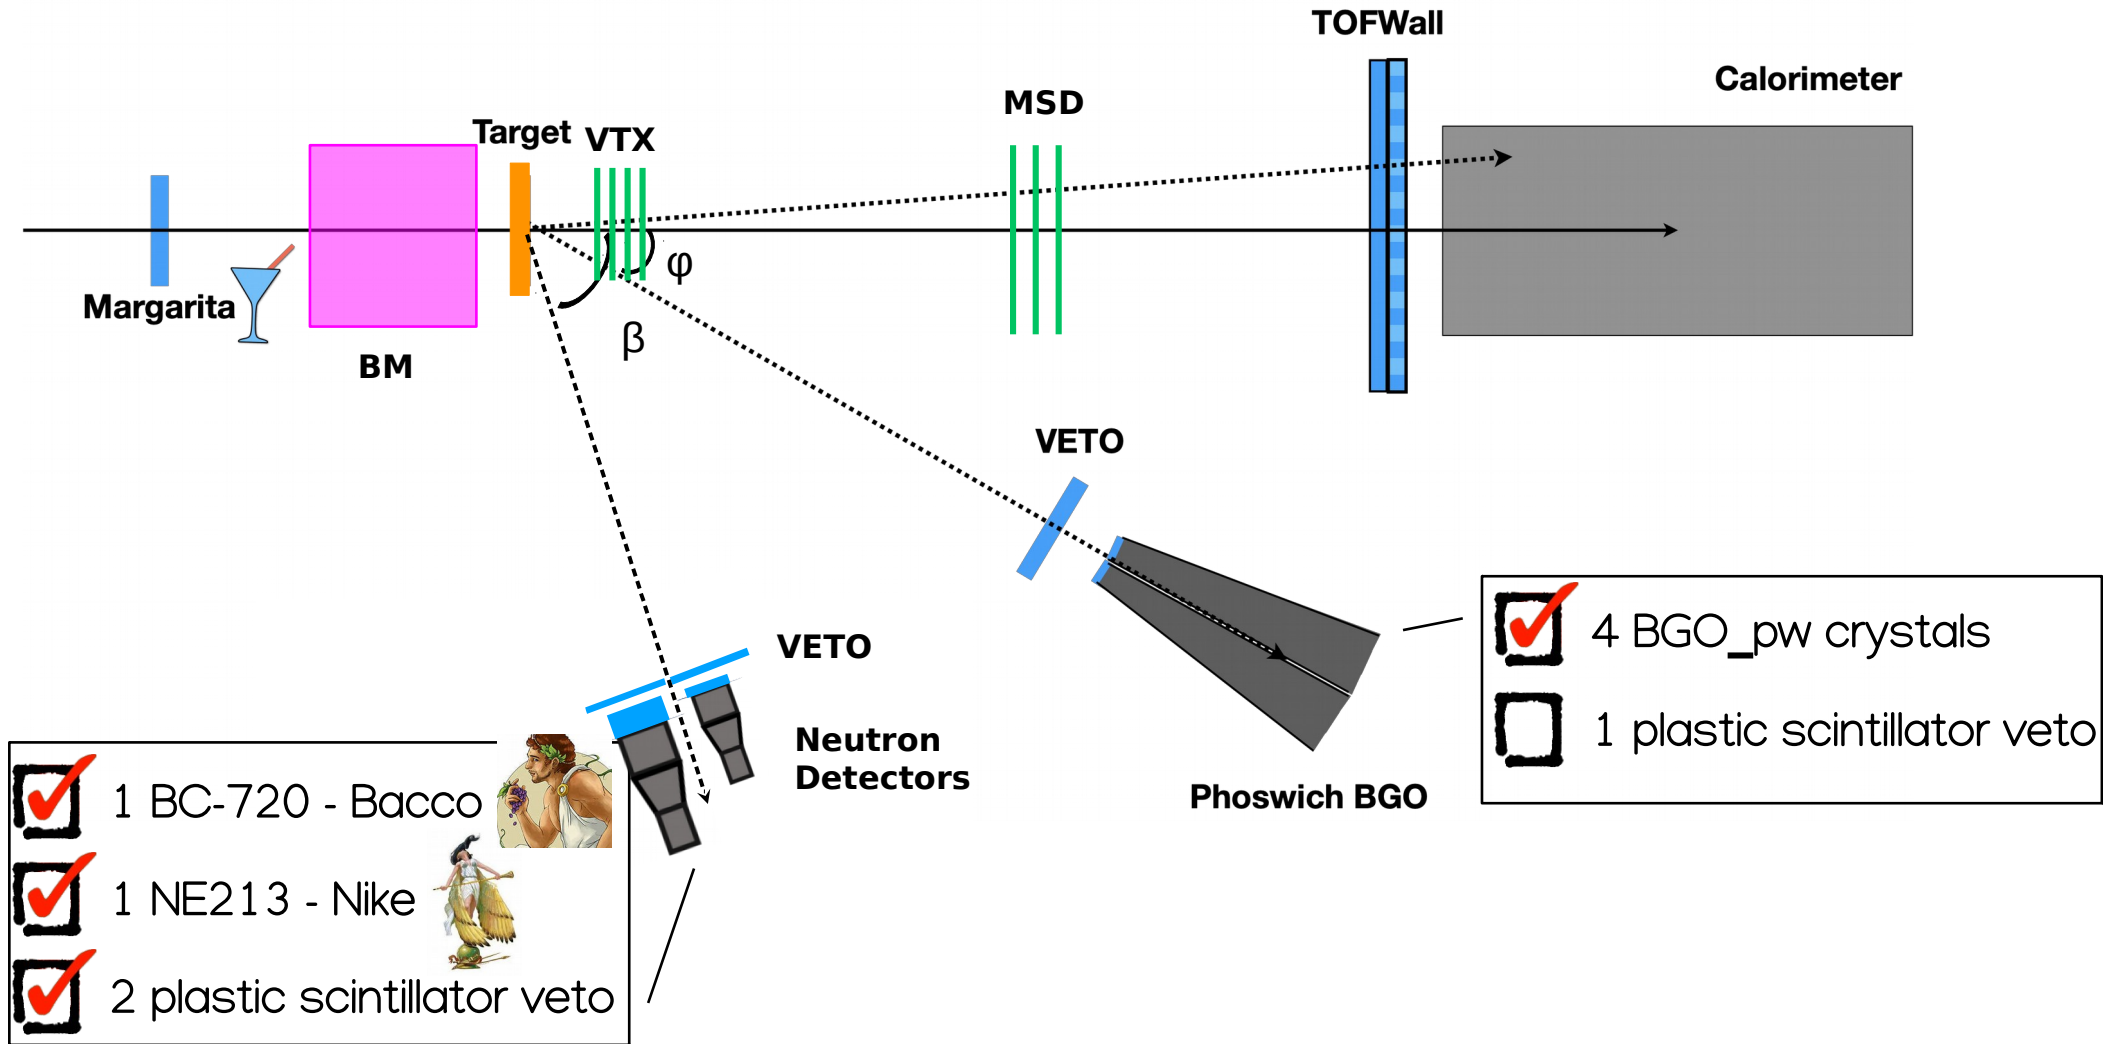 TOFWall
Calorimeter
MSD
Target
VTX
Margarita
BM
φ
β
VETO
VETO
Neutron
Detectors
Phoswich BGO
4 BGO_pw crystals
1 plastic scintillator veto
1 BC-720 - Bacco
1 NE213 - Nike
2 plastic scintillator veto